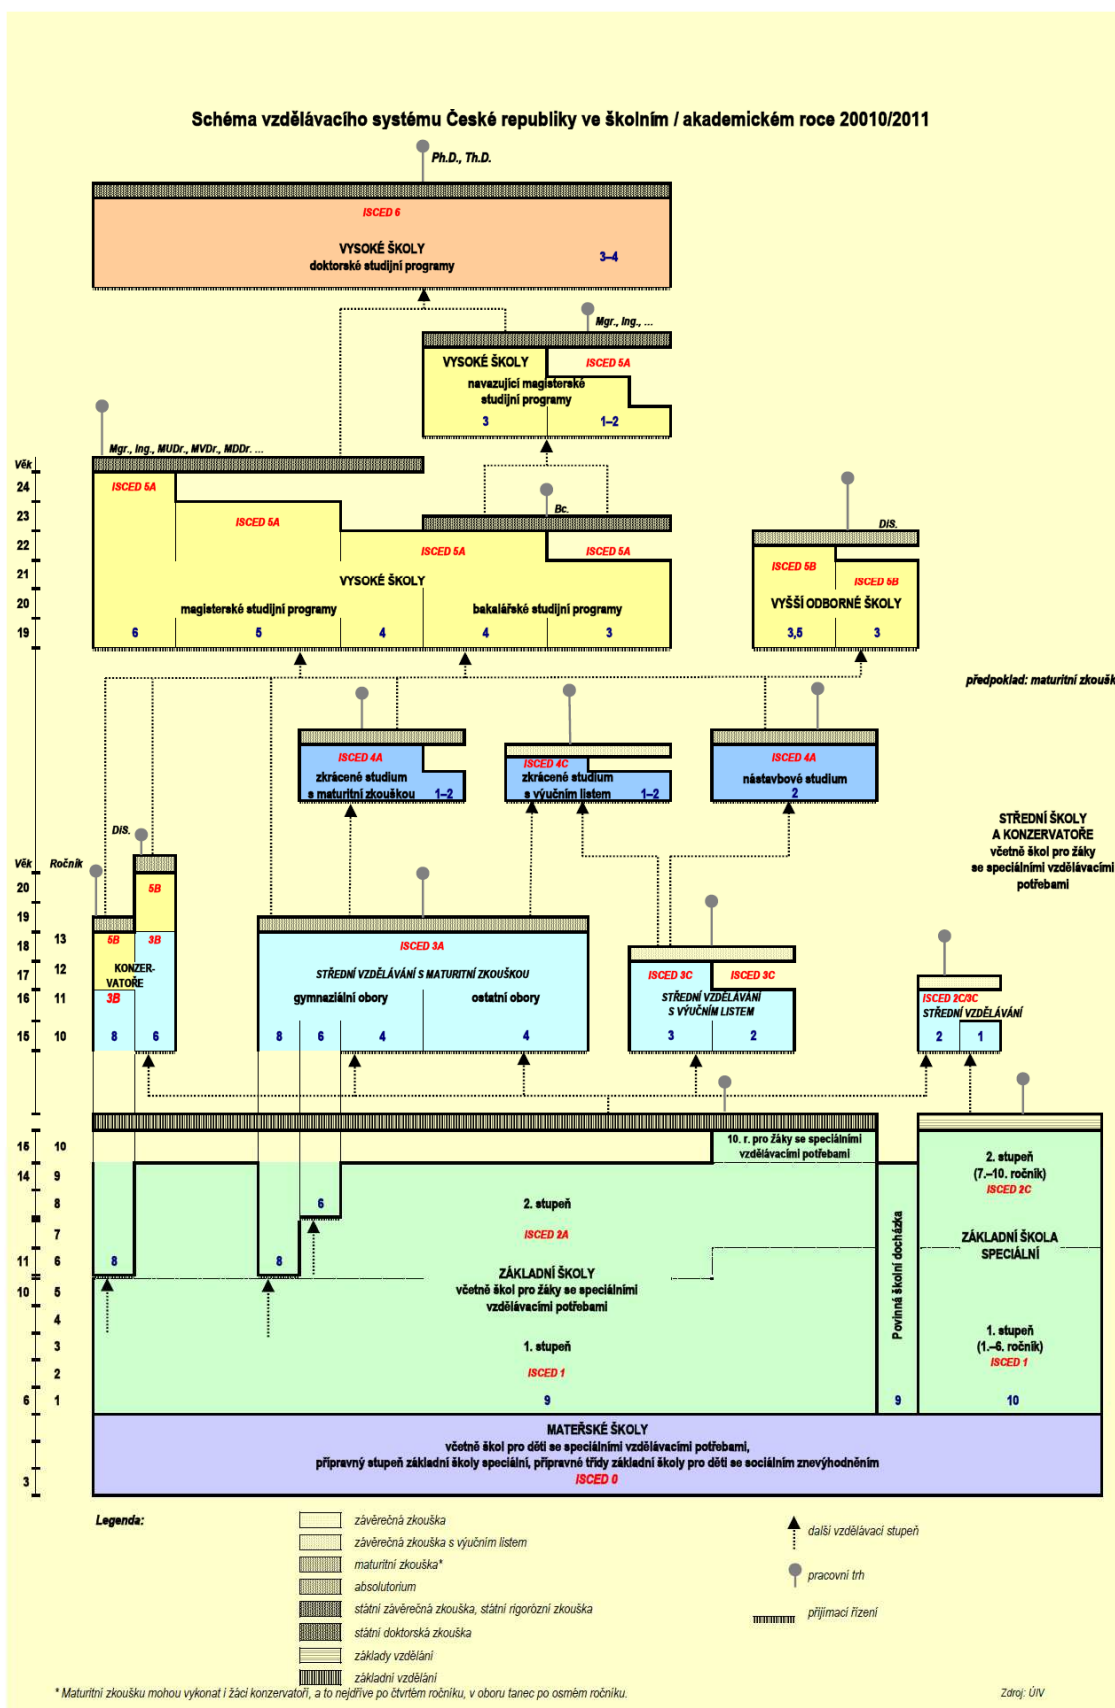 Schéma vzdělávacího systému České republiky ve školním / akademickém roce 20010/2011
Ph.D., Th.D.
ISCED 6
VYSOKÉ ŠKOLY
doktorské studijní programy
3–4
Mgr., Ing., ...
VYSOKÉ ŠKOLY
ISCED 5A
navazující magisterské
studijní programy
3
1–2
Mgr., Ing., MUDr., MVDr., MDDr. ...
Věk
24
ISCED 5A
23
ISCED 5A
Bc.
DiS.
22
ISCED 5A
ISCED 5A
ISCED 5B
21
VYSOKÉ ŠKOLY
ISCED 5B
20
magisterské studijní programy
bakalářské studijní programy
VYŠŠÍ ODBORNÉ ŠKOLY
19
6
5
4
4
3
3,5
3
předpoklad: maturitní zkoušk
ISCED 4A
zkrácené studium
s maturitní zkouškou
1–2
ISCED 4C
zkrácené studium
s výučním listem
1–2
ISCED 4A
nástavbové studium
2
STŘEDNÍ ŠKOLY
A KONZERVATOŘE
včetně škol pro žáky
se speciálními vzdělávacími
potřebami
DiS.
Věk
Ročník
20
5B
19
18
13
5B
3B
ISCED 3A
17
12
KONZER-
VATOŘE
STŘEDNÍ VZDĚLÁVÁNÍ S MATURITNÍ ZKOUŠKOU
ISCED 3C
ISCED 3C
16
11
3B
gymnaziální obory
ostatní obory
STŘEDNÍ VZDĚLÁVÁNÍ
S VÝUČNÍM LISTEM
ISCED 2C/3C
STŘEDNÍ VZDĚLÁVÁNÍ
15
10
8
6
8
6
4
4
3
2
2
1
15
10
10. r. pro žáky se speciálními
vzdělávacími potřebami
14
9
2. stupeň
(7.–10. ročník)
ISCED 2C
8
6
2. stupeň
7
ISCED 2A
ZÁKLADNÍ ŠKOLA
SPECIÁLNÍ
11
6
8
8
ZÁKLADNÍ ŠKOLY
včetně škol pro žáky se speciálními
vzdělávacími potřebami
Povinná školní docházka
10
5
4
3
1. stupeň
1. stupeň
(1.–6. ročník)
ISCED 1
2
ISCED 1
6
1
9
9
10
MATEŘSKÉ ŠKOLY
včetně škol pro děti se speciálními vzdělávacími potřebami,
přípravný stupeň základní školy speciální, přípravné třídy základní školy pro děti se sociálním znevýhodněním
3
ISCED 0
Legenda:
závěrečná zkouška
závěrečná zkouška s výučním listem
maturitní zkouška*
absolutorium
státní závěrečná zkouška, státní rigorózní zkouška
státní doktorská zkouška
základy vzdělání
základní vzdělání
další vzdělávací stupeň
pracovní trh
přijímací řízení
* Maturitní zkoušku mohou vykonat i žáci konzervatoří, a to nejdříve po čtvrtém ročníku, v oboru tanec po osmém ročníku.
Zdroj: ÚIV